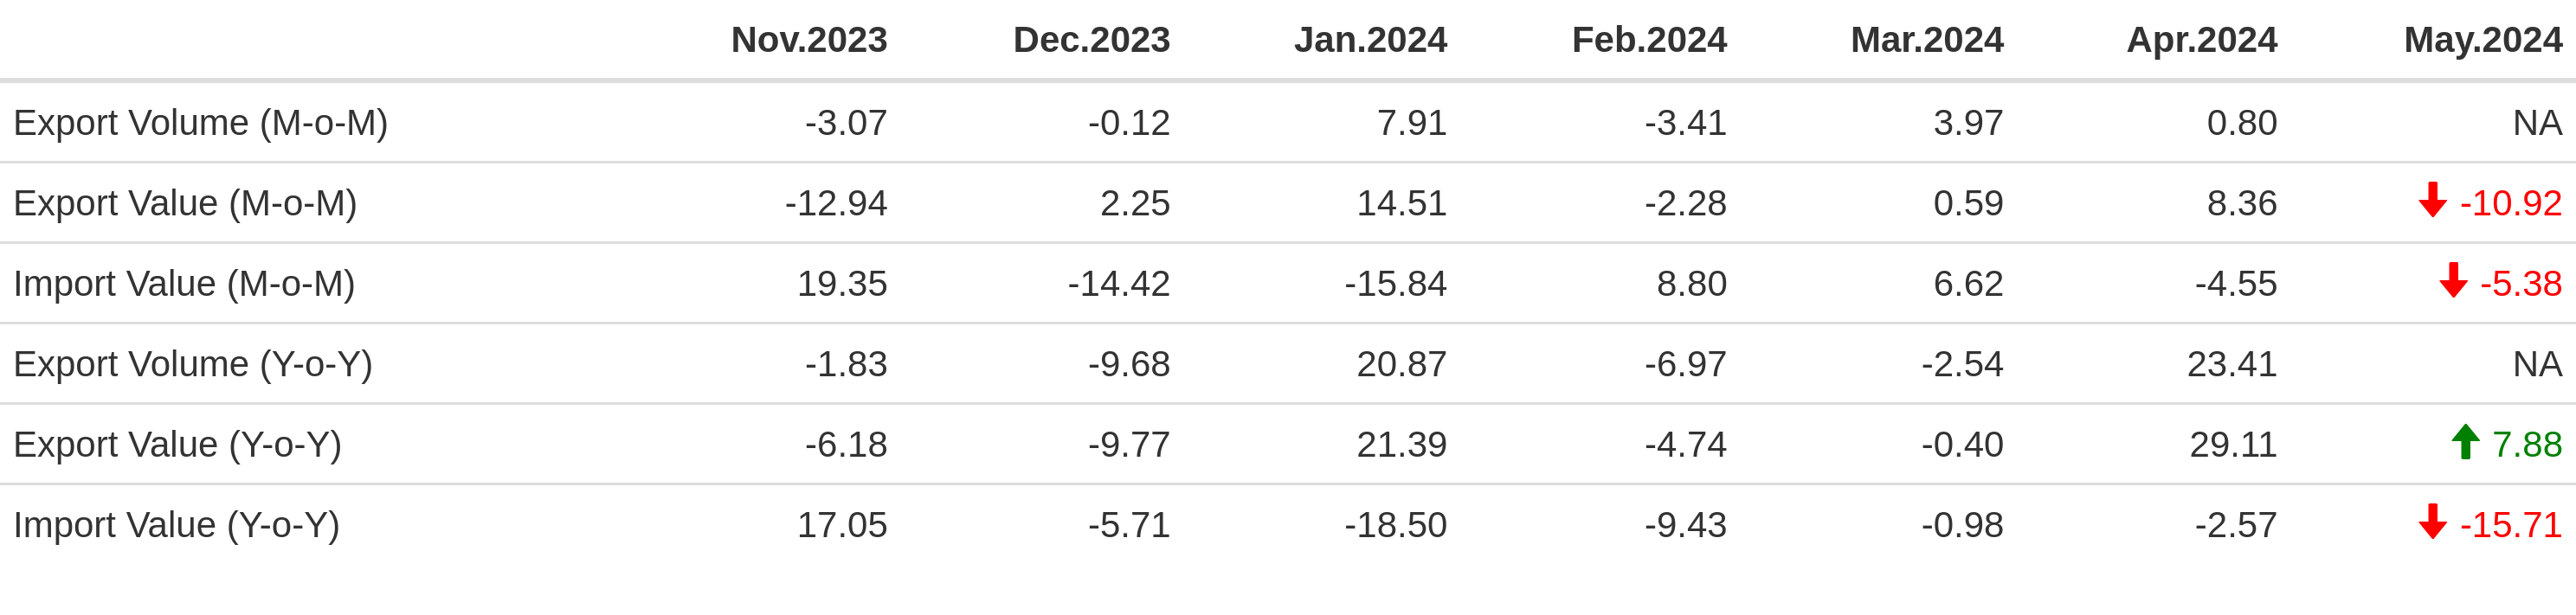 Nov.2023 Dec.2023 Jan.2024 Feb.2024 Mar.2024 Apr.2024 May.2024
Export Volume (M-o-M) -3.07 -0.12 7.91 -3.41 3.97 0.80 NA
Export Value (M-o-M) -12.94 2.25 14.51 -2.28 0.59 8.36 -10.92
Import Value (M-o-M) 19.35 -14.42 -15.84 8.80 6.62 -4.55 -5.38
Export Volume (Y-o-Y) -1.83 -9.68 20.87 -6.97 -2.54 23.41 NA
Export Value (Y-o-Y) -6.18 -9.77 21.39 -4.74 -0.40 29.11 7.88
Import Value (Y-o-Y) 17.05 -5.71 -18.50 -9.43 -0.98 -2.57 -15.71